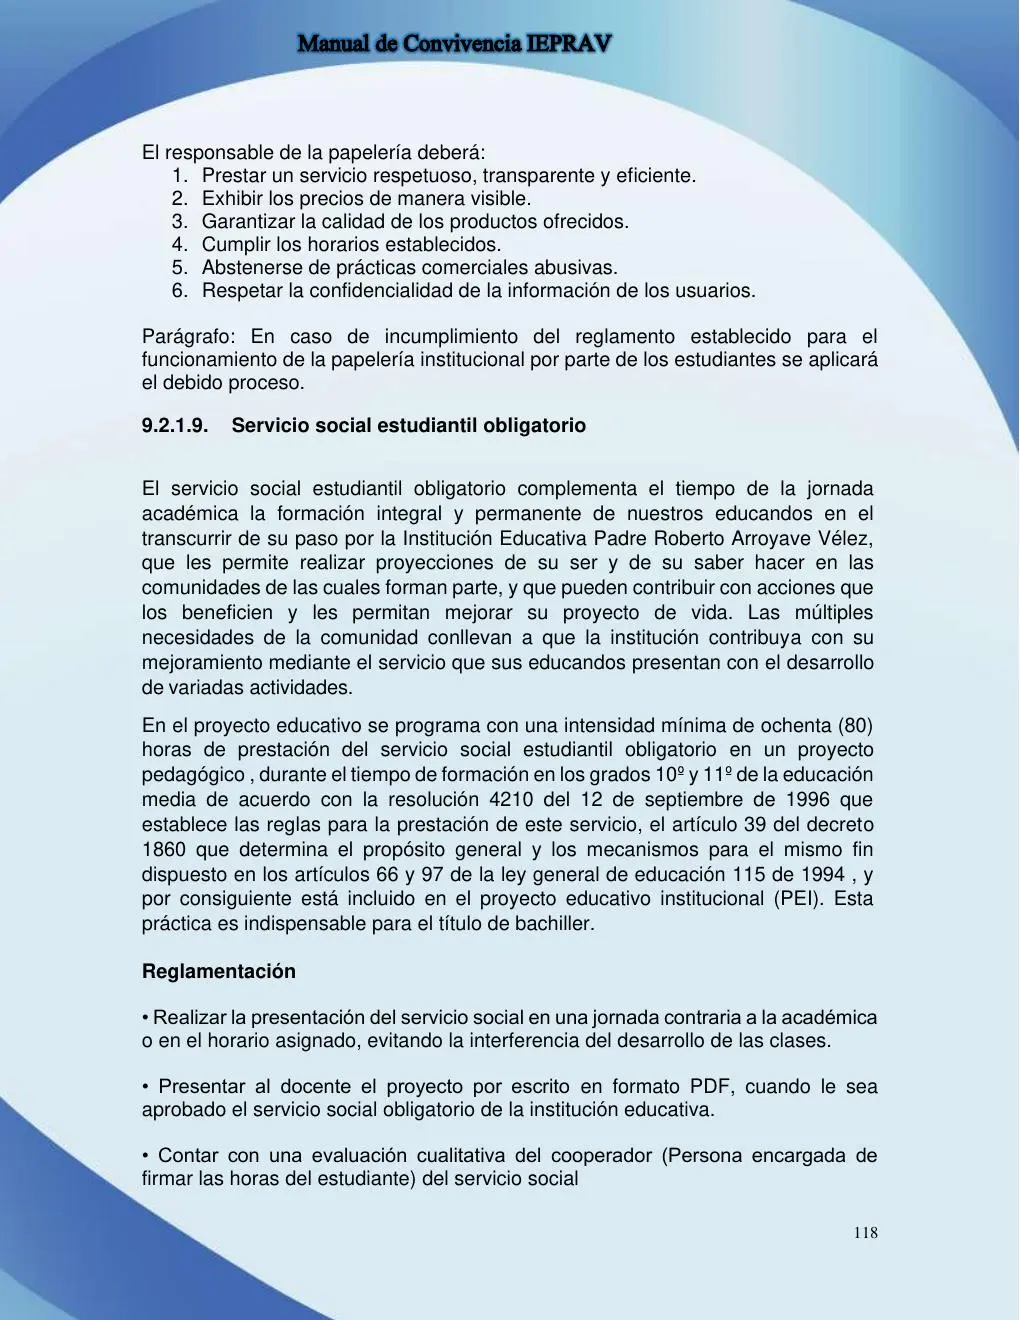 Manual de Convivencia IEPRAV
El responsable de la papelería deberá:
1. Prestar un servicio respetuoso, transparente y eficiente.
2. Exhibir los precios de manera visible.
3. Garantizar la calidad de los productos ofrecidos.
4. Cumplir los horarios establecidos.
5. Abstenerse de prácticas comerciales abusivas.
6. Respetar la confidencialidad de la información de los usuarios.
Parágrafo: En caso de incumplimiento del reglamento establecido para el
funcionamiento de la papelería institucional por parte de los estudiantes se aplicará
el debido proceso.
9.2.1.9. Servicio social estudiantil obligatorio
El servicio social estudiantil obligatorio complementa el tiempo de la jornada
académica la formación integral y permanente de nuestros educandos en el
transcurrir de su paso por la Institución Educativa Padre Roberto Arroyave Vélez,
que les permite realizar proyecciones de su ser y de su saber hacer en las
comunidades de las cuales forman parte, y que pueden contribuir con acciones que
los beneficien y les permitan mejorar su proyecto de vida. Las múltiples
necesidades de la comunidad conllevan a que la institución contribuya con su
mejoramiento mediante el servicio que sus educandos presentan con el desarrollo
de variadas actividades.
En el proyecto educativo se programa con una intensidad mínima de ochenta (80)
horas de prestación del servicio social estudiantil obligatorio en un proyecto
pedagógico , durante el tiempo de formación en los grados 10º y 11º de la educación
media de acuerdo con la resolución 4210 del 12 de septiembre de 1996 que
establece las reglas para la prestación de este servicio, el artículo 39 del decreto
1860 que determina el propósito general y los mecanismos para el mismo fin
dispuesto en los artículos 66 y 97 de la ley general de educación 115 de 1994 , y
por consiguiente está incluido en el proyecto educativo institucional (PEI). Esta
práctica es indispensable para el título de bachiller.
Reglamentación
• Realizar la presentación del servicio social en una jornada contraria a la académica
o en el horario asignado, evitando la interferencia del desarrollo de las clases.
• Presentar al docente el proyecto por escrito en formato PDF, cuando le sea
aprobado el servicio social obligatorio de la institución educativa.
• Contar con una evaluación cualitativa del cooperador (Persona encargada de
firmar las horas del estudiante) del servicio social
118